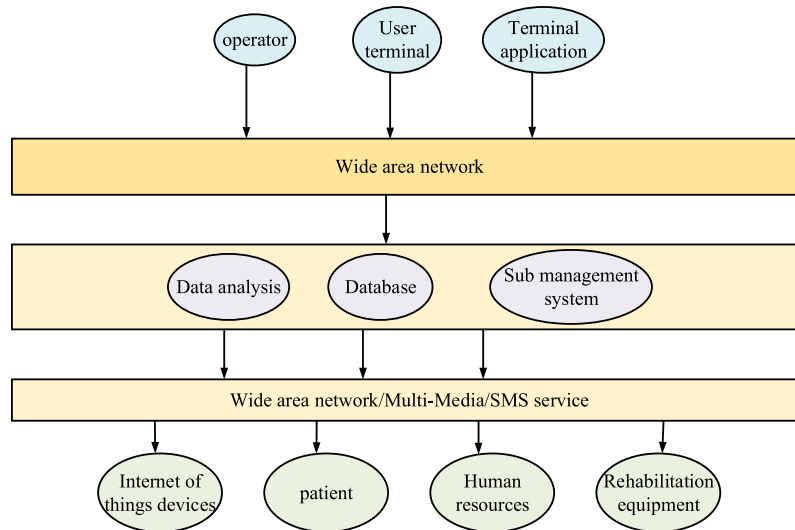 operator
User
terminal
Terminal
application
Wide area network
Data analysis
Database
Sub management
system
Wide area network/Multi-Media/SMS service
Internet of
things devices
patient
Human
resources
Rehabilitation
equipment